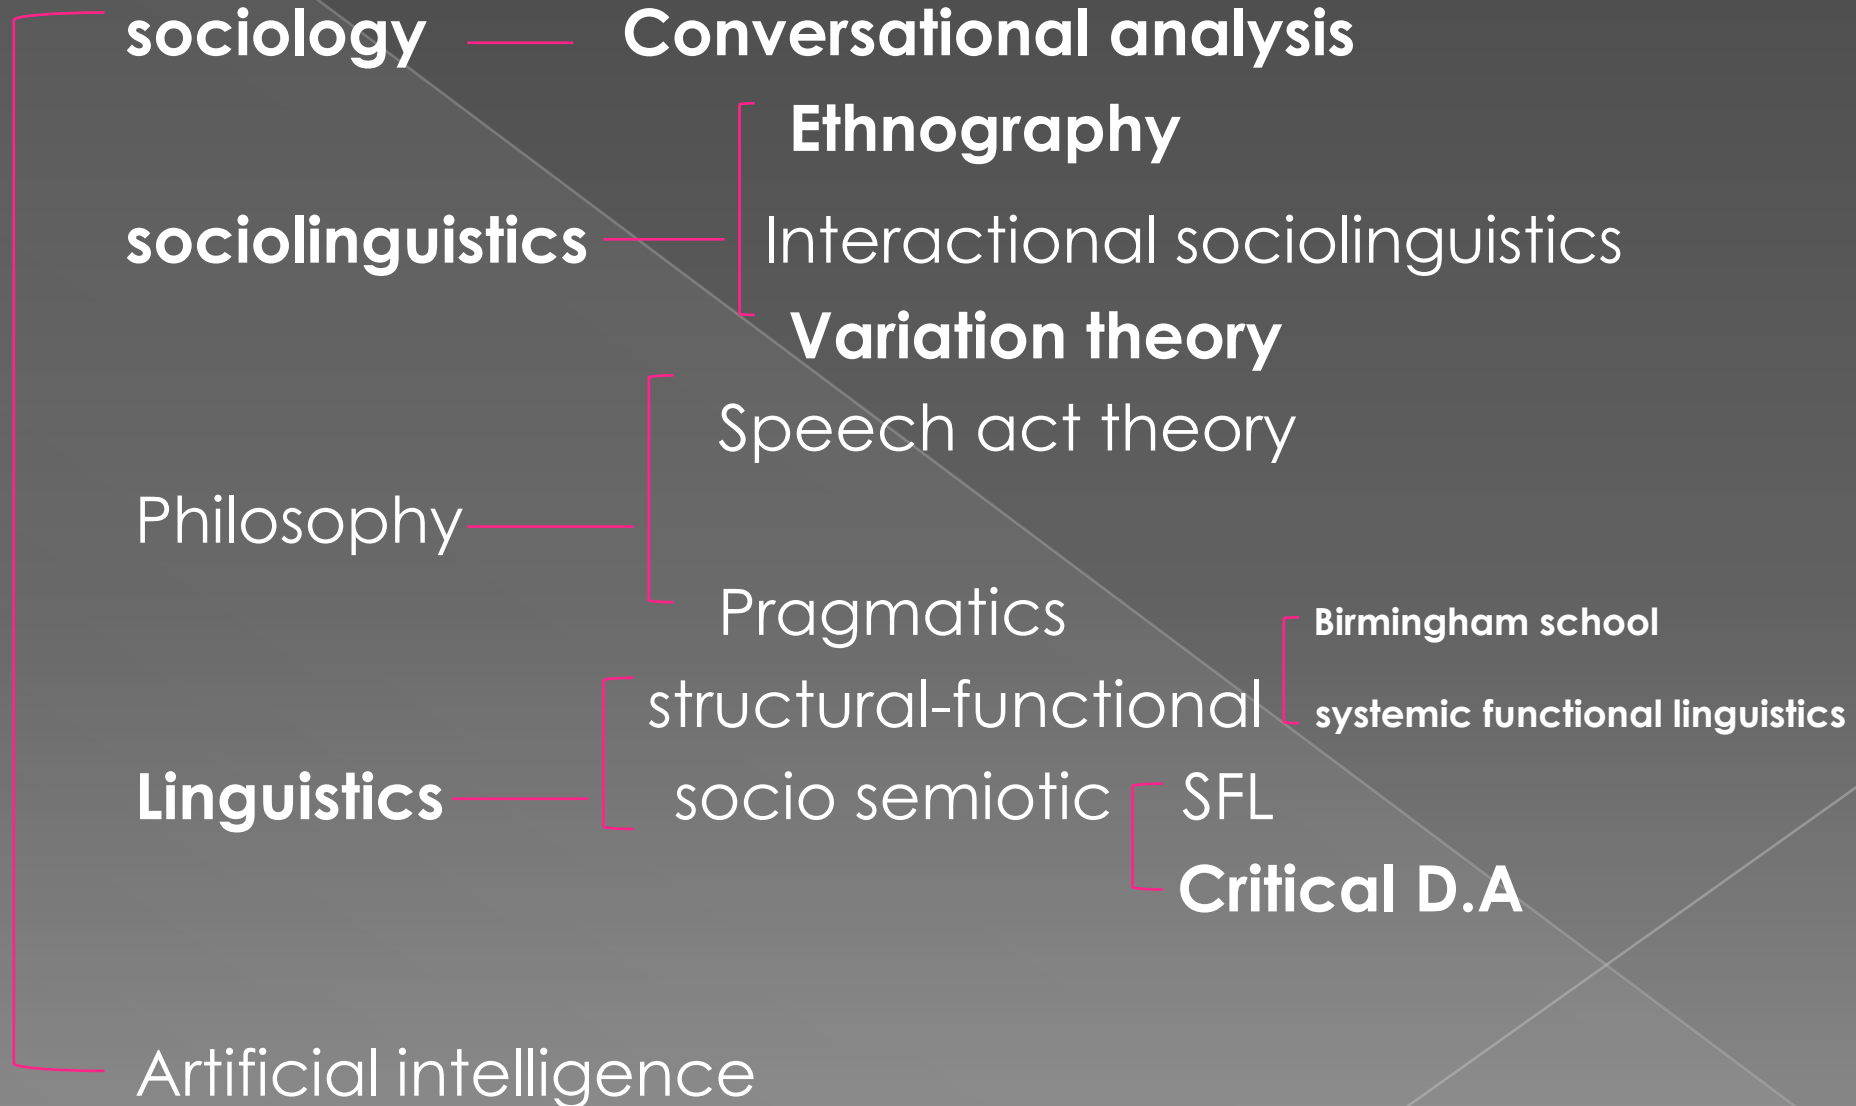 sociology Conversational analysis
Ethnography
sociolinguistics Interactional sociolinguistics
Variation theory
Speech act theory
Philosophy
Pragmatics Birmingham school
structural-functional systemic functional linguistics
Linguistics socio semiotic SFL
Critical D.A
Artificial intelligence